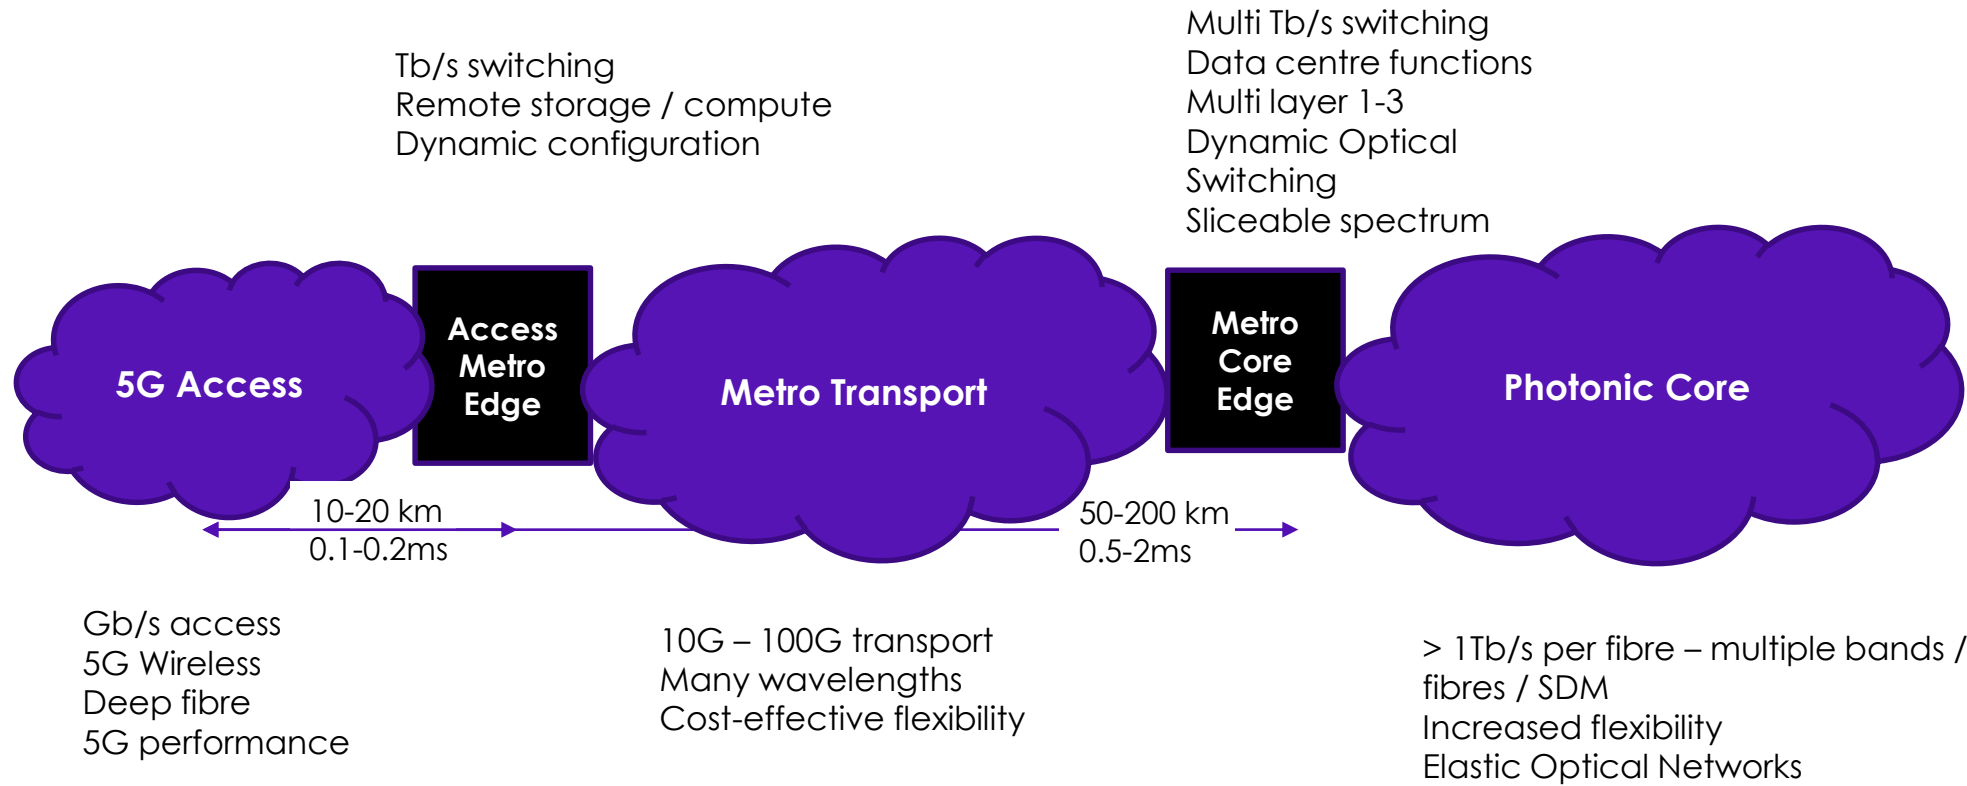 Tb/s switching
Remote storage / compute
Dynamic configuration
Multi Tb/s switching
Data centre functions
Multi layer 1-3
Dynamic Optical
Switching
Sliceable spectrum
5G Access
Access
Metro
Edge
Metro Transport
Metro
Core
Edge
Photonic Core
10-20 km
0.1-0.2ms
50-200 km
0.5-2ms
Gb/s access
5G Wireless
Deep fibre
5G performance
10G – 100G transport
Many wavelengths
Cost-effective flexibility
> 1Tb/s per fibre – multiple bands /
fibres / SDM
Increased flexibility
Elastic Optical Networks